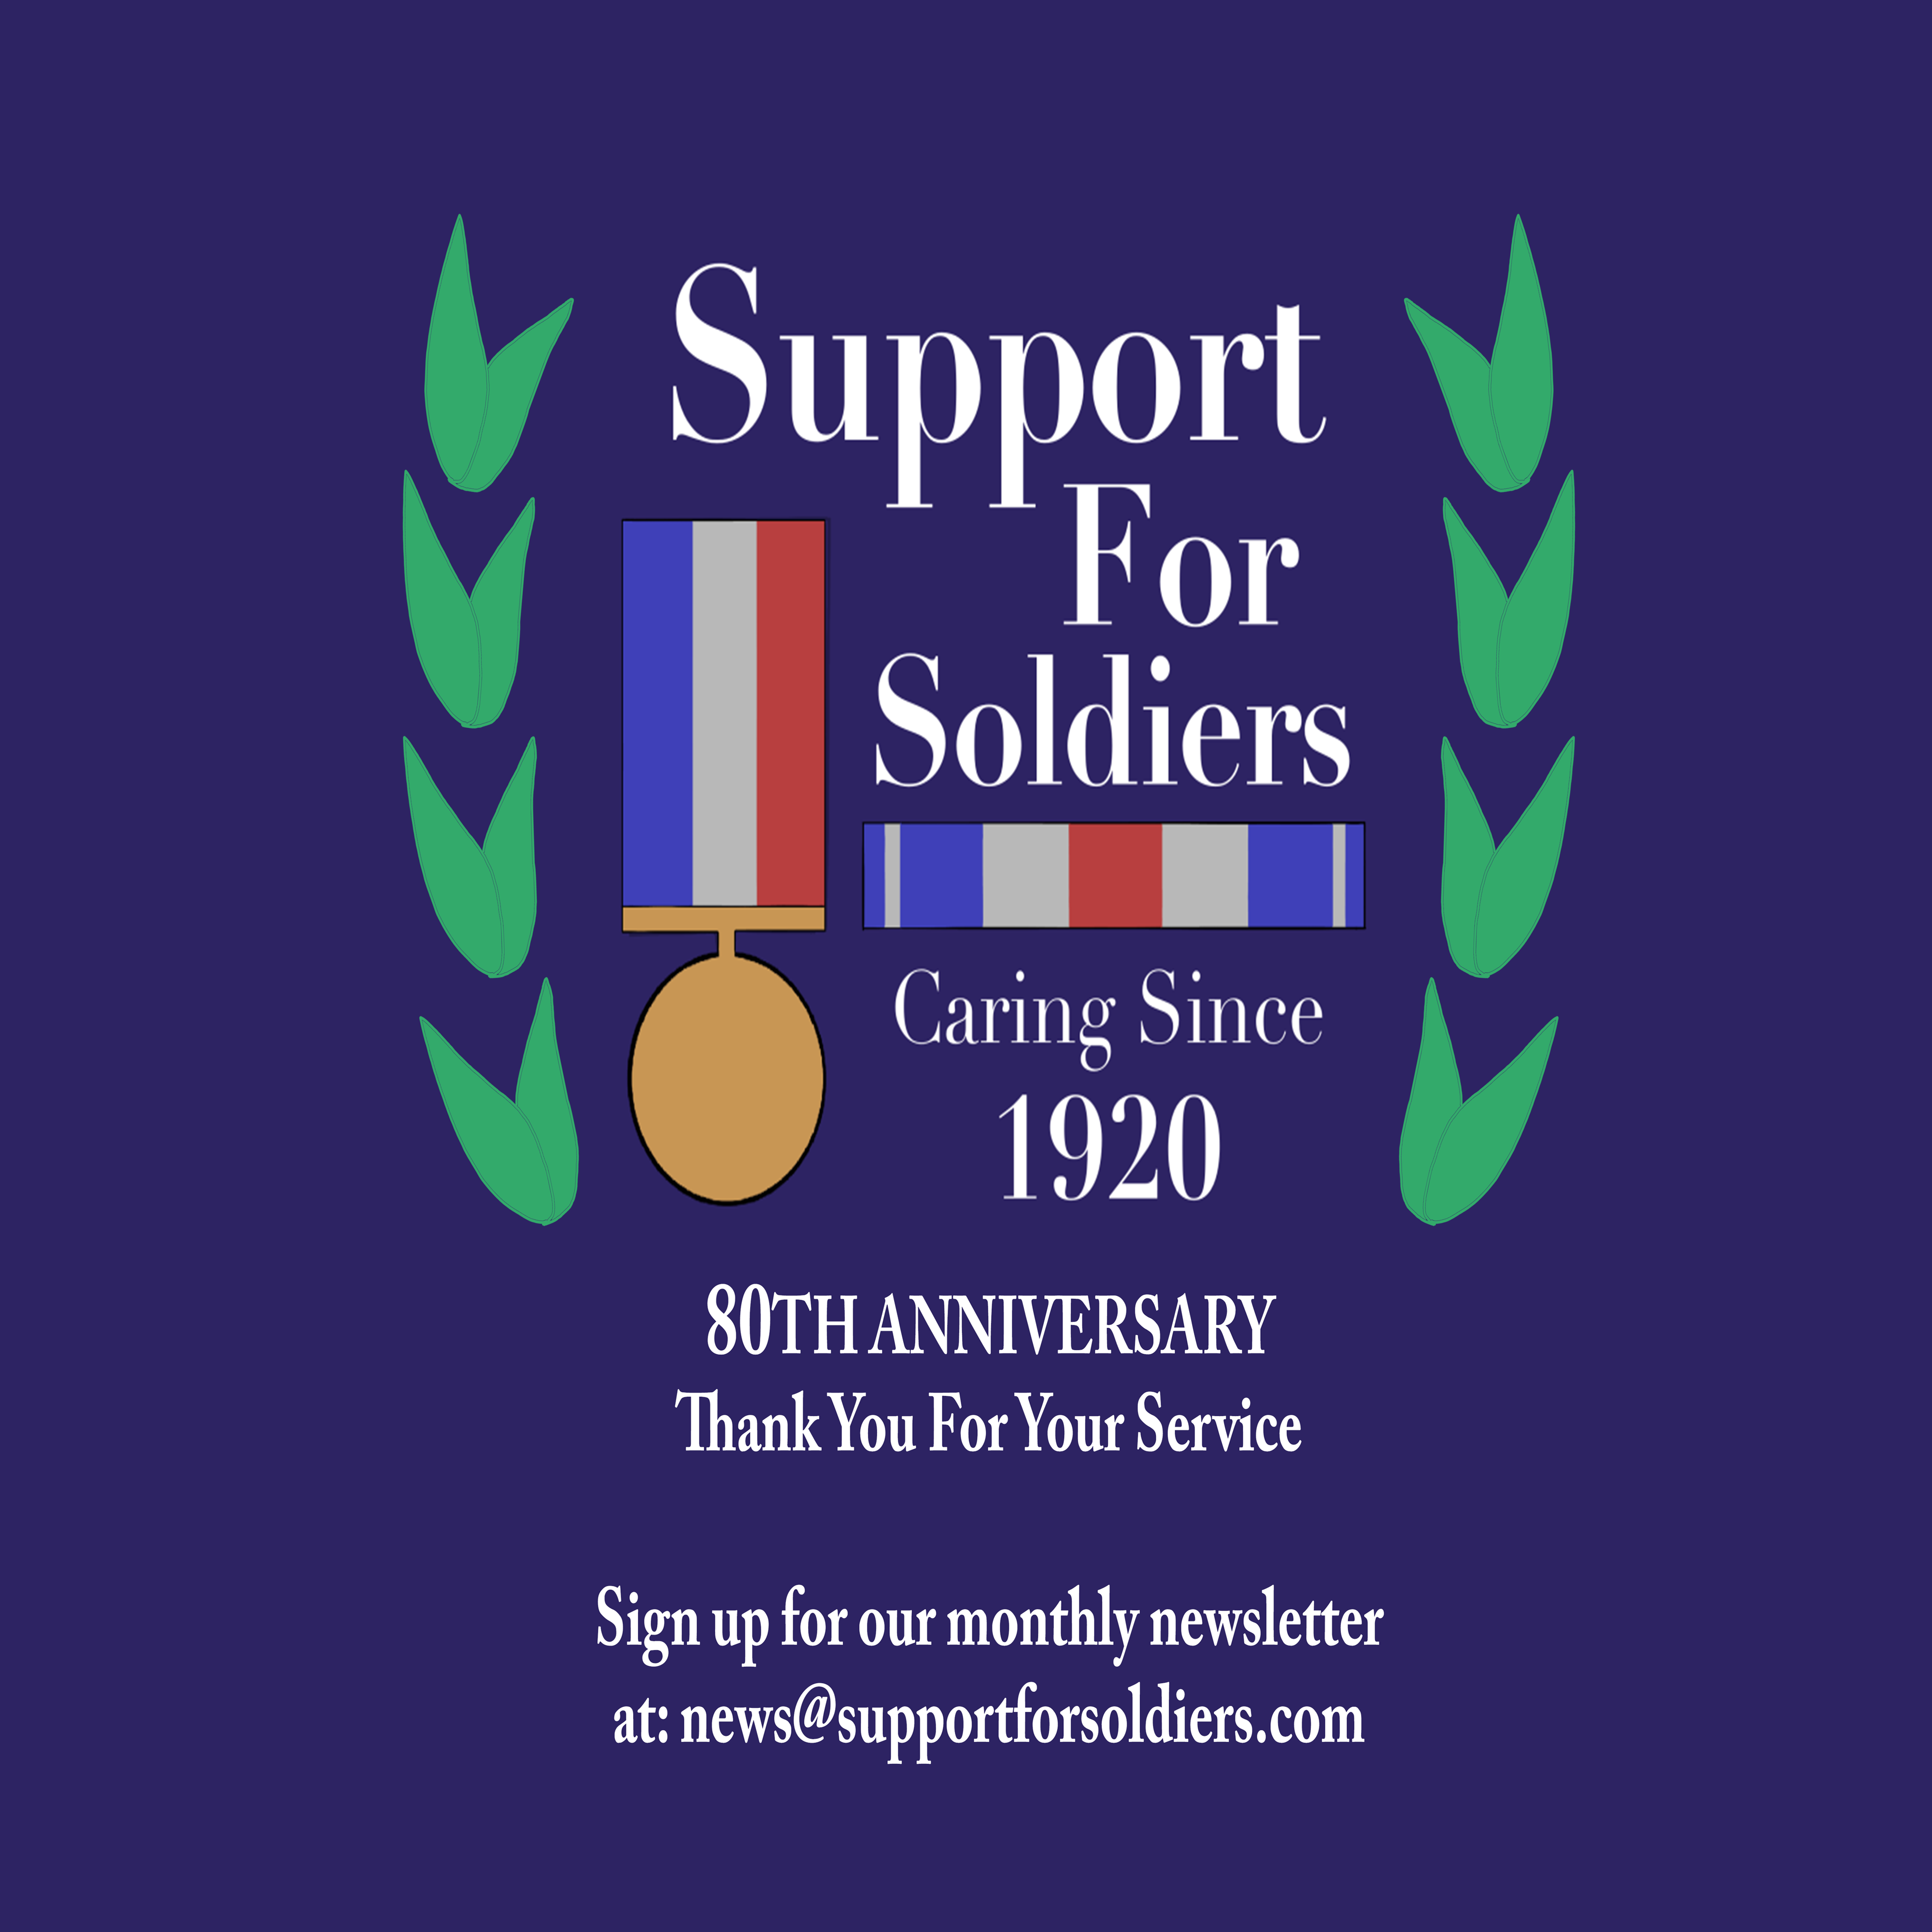 Support
For
Soldiers
Caring Since
1920
80TH ANNIVERSARY
Thank You For Your Service
Sign up for our monthly newsletter
at: news@supportforsoldiers.com